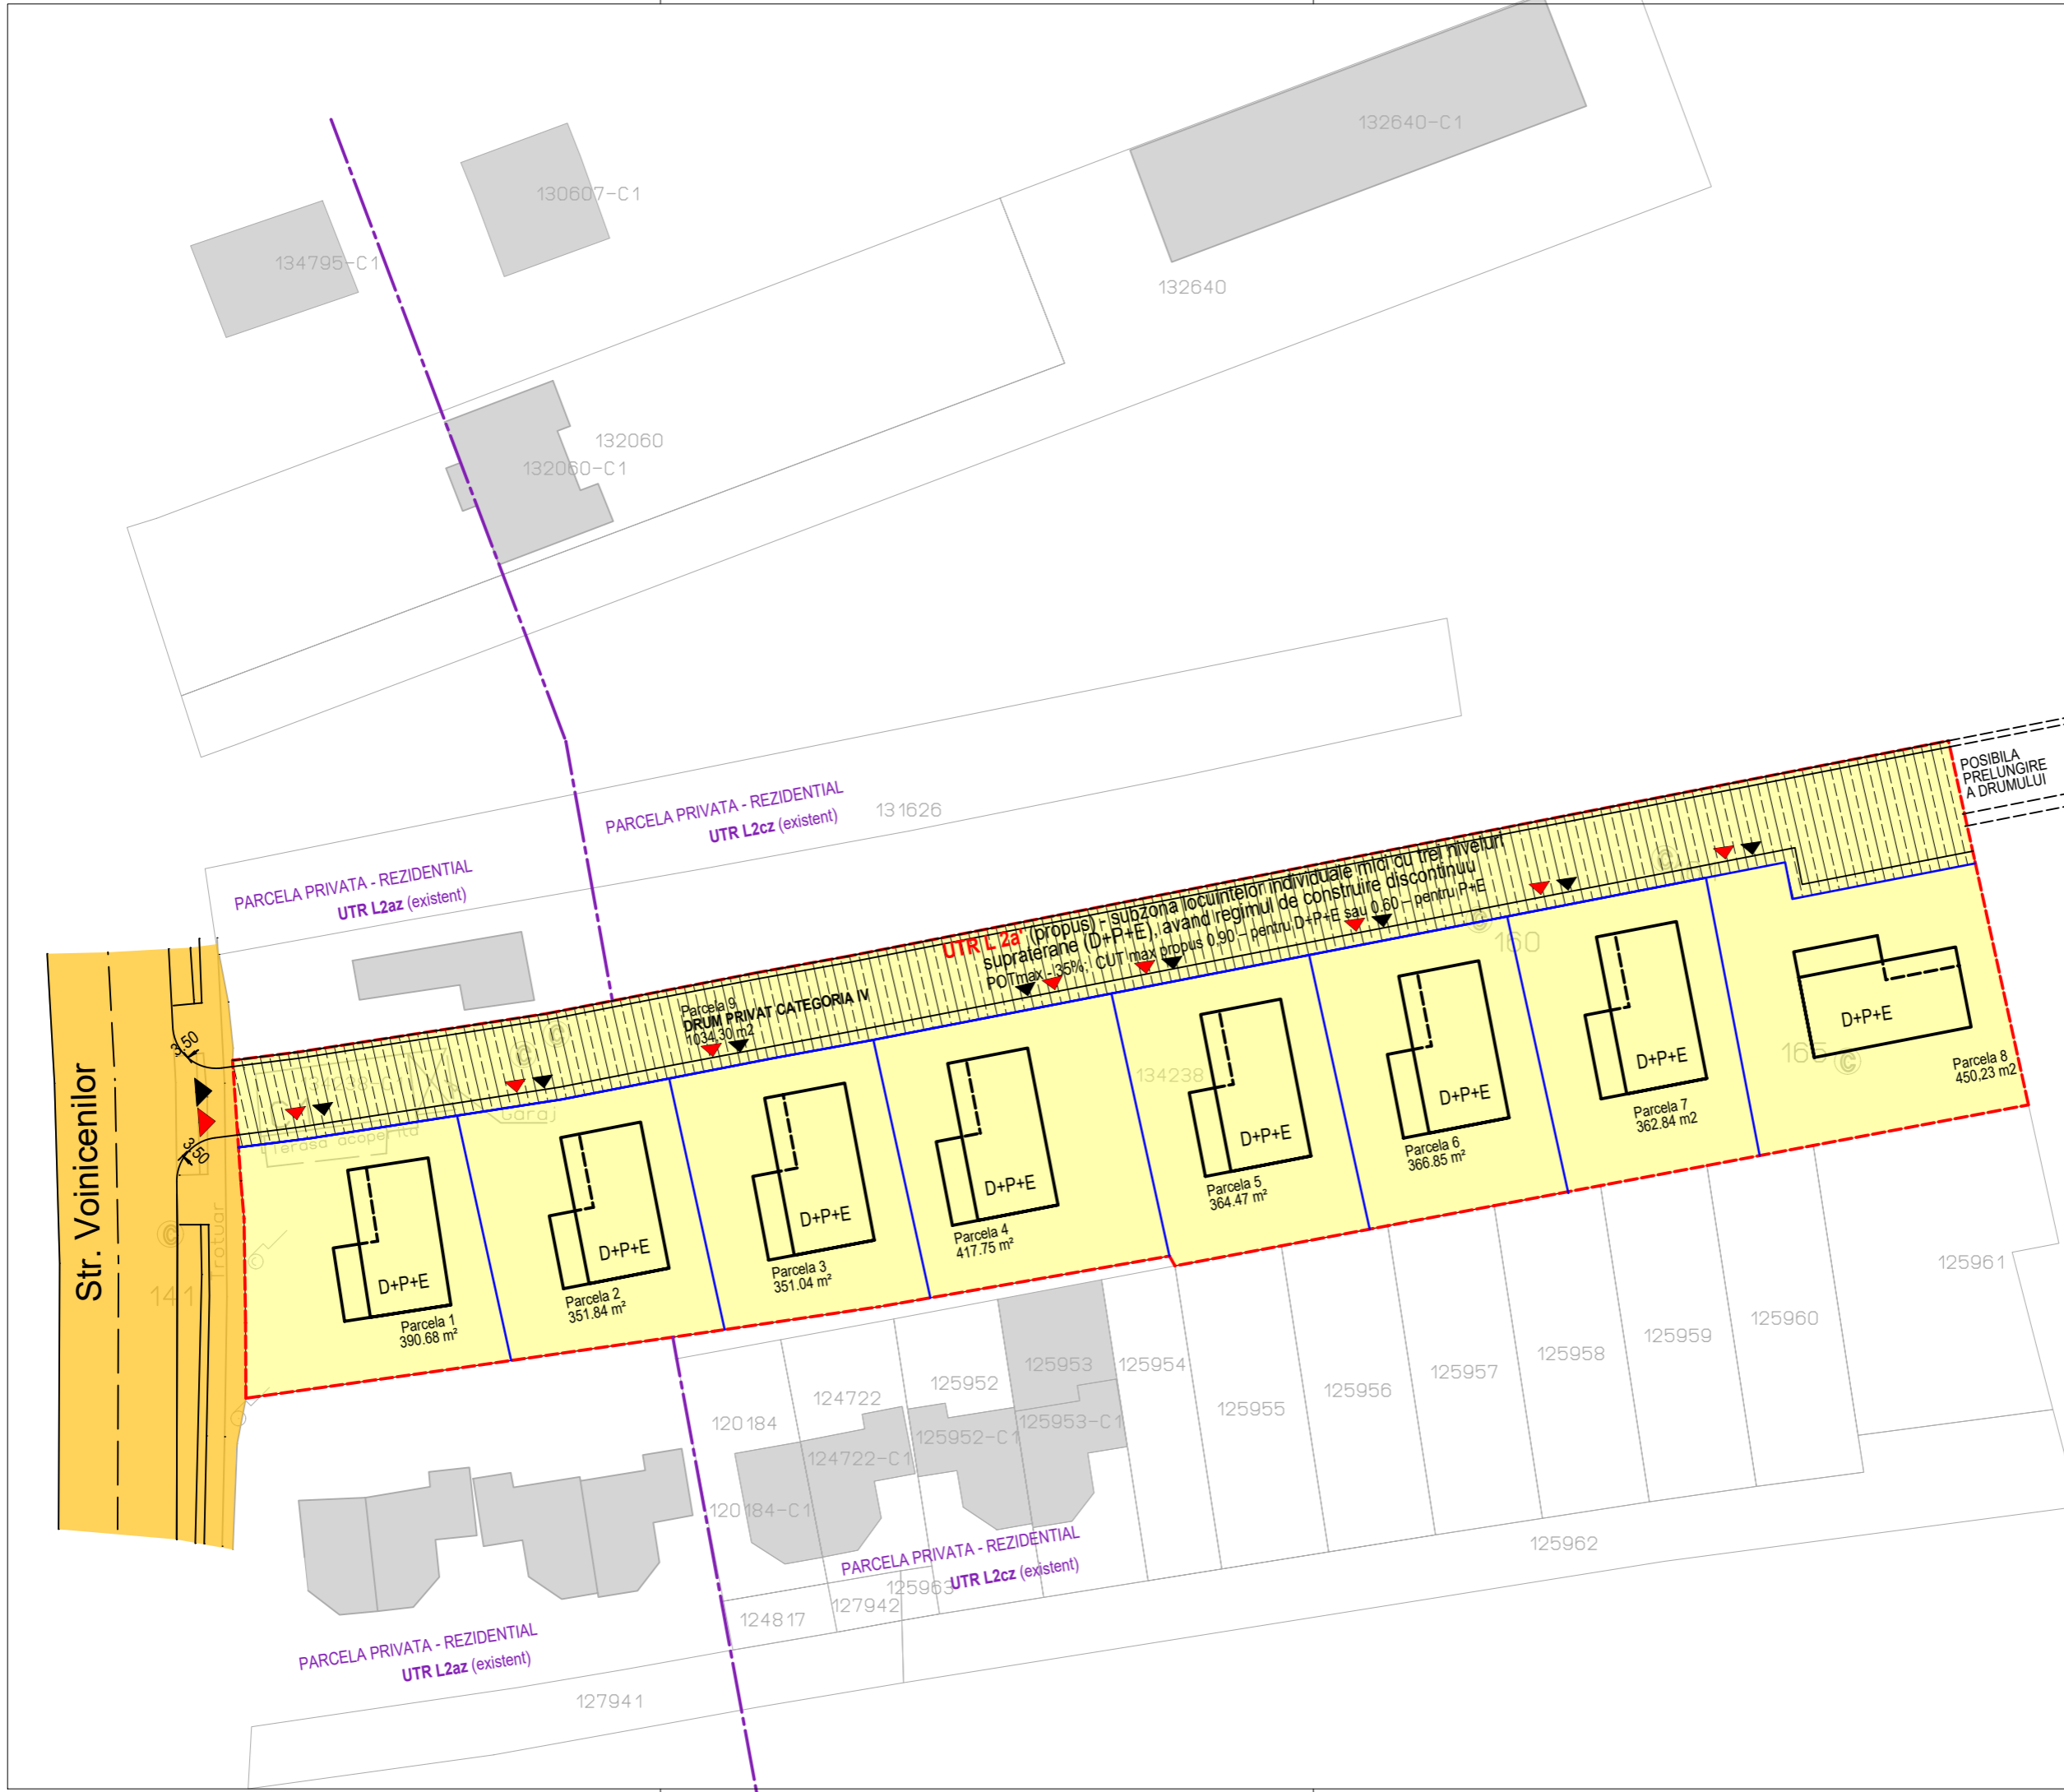 132640-C1
130607-C1
134795-C1
132640
132060
132060-C1
POSIBILA
PRELUNGIRE
A DRUMULUI
PARCELA PRIVATA - REZIDENTIAL
UTR L2cz (existent)
131626
PARCELA PRIVATA - REZIDENTIAL
UTR L2az (existent)
UTR L 2a' (propus) - subzona locuintelor individuale mici cu trei niveluri
supraterane (D+P+E), avand regimul de construire discontinuu
POTmax - 35%; CUT max propus 0,90 – pentru D+P+E sau 0.60 – pentru P+E
160
165
Parcela 9
DRUM PRIVAT CATEGORIA IV
1034,30 m2
3.50
3.50
Str. Voinicenilor
141
Trotuar
Terasa acoperita
Garaj
134238
D+P+E
Parcela 1
390.68 m²
D+P+E
Parcela 2
351.84 m²
D+P+E
Parcela 3
351.04 m²
D+P+E
Parcela 4
417.75 m²
D+P+E
Parcela 5
364.47 m²
D+P+E
Parcela 6
366.85 m²
D+P+E
Parcela 7
362.84 m2
D+P+E
Parcela 8
450,23 m2
120184
124722
125952
125953
125954
125955
125956
125957
125958
125959
125960
125961
124722-C1
125952-C1
125953-C1
120184-C1
125962
PARCELA PRIVATA - REZIDENTIAL
UTR L2cz (existent)
125963
127942
124817
PARCELA PRIVATA - REZIDENTIAL
UTR L2az (existent)
127941